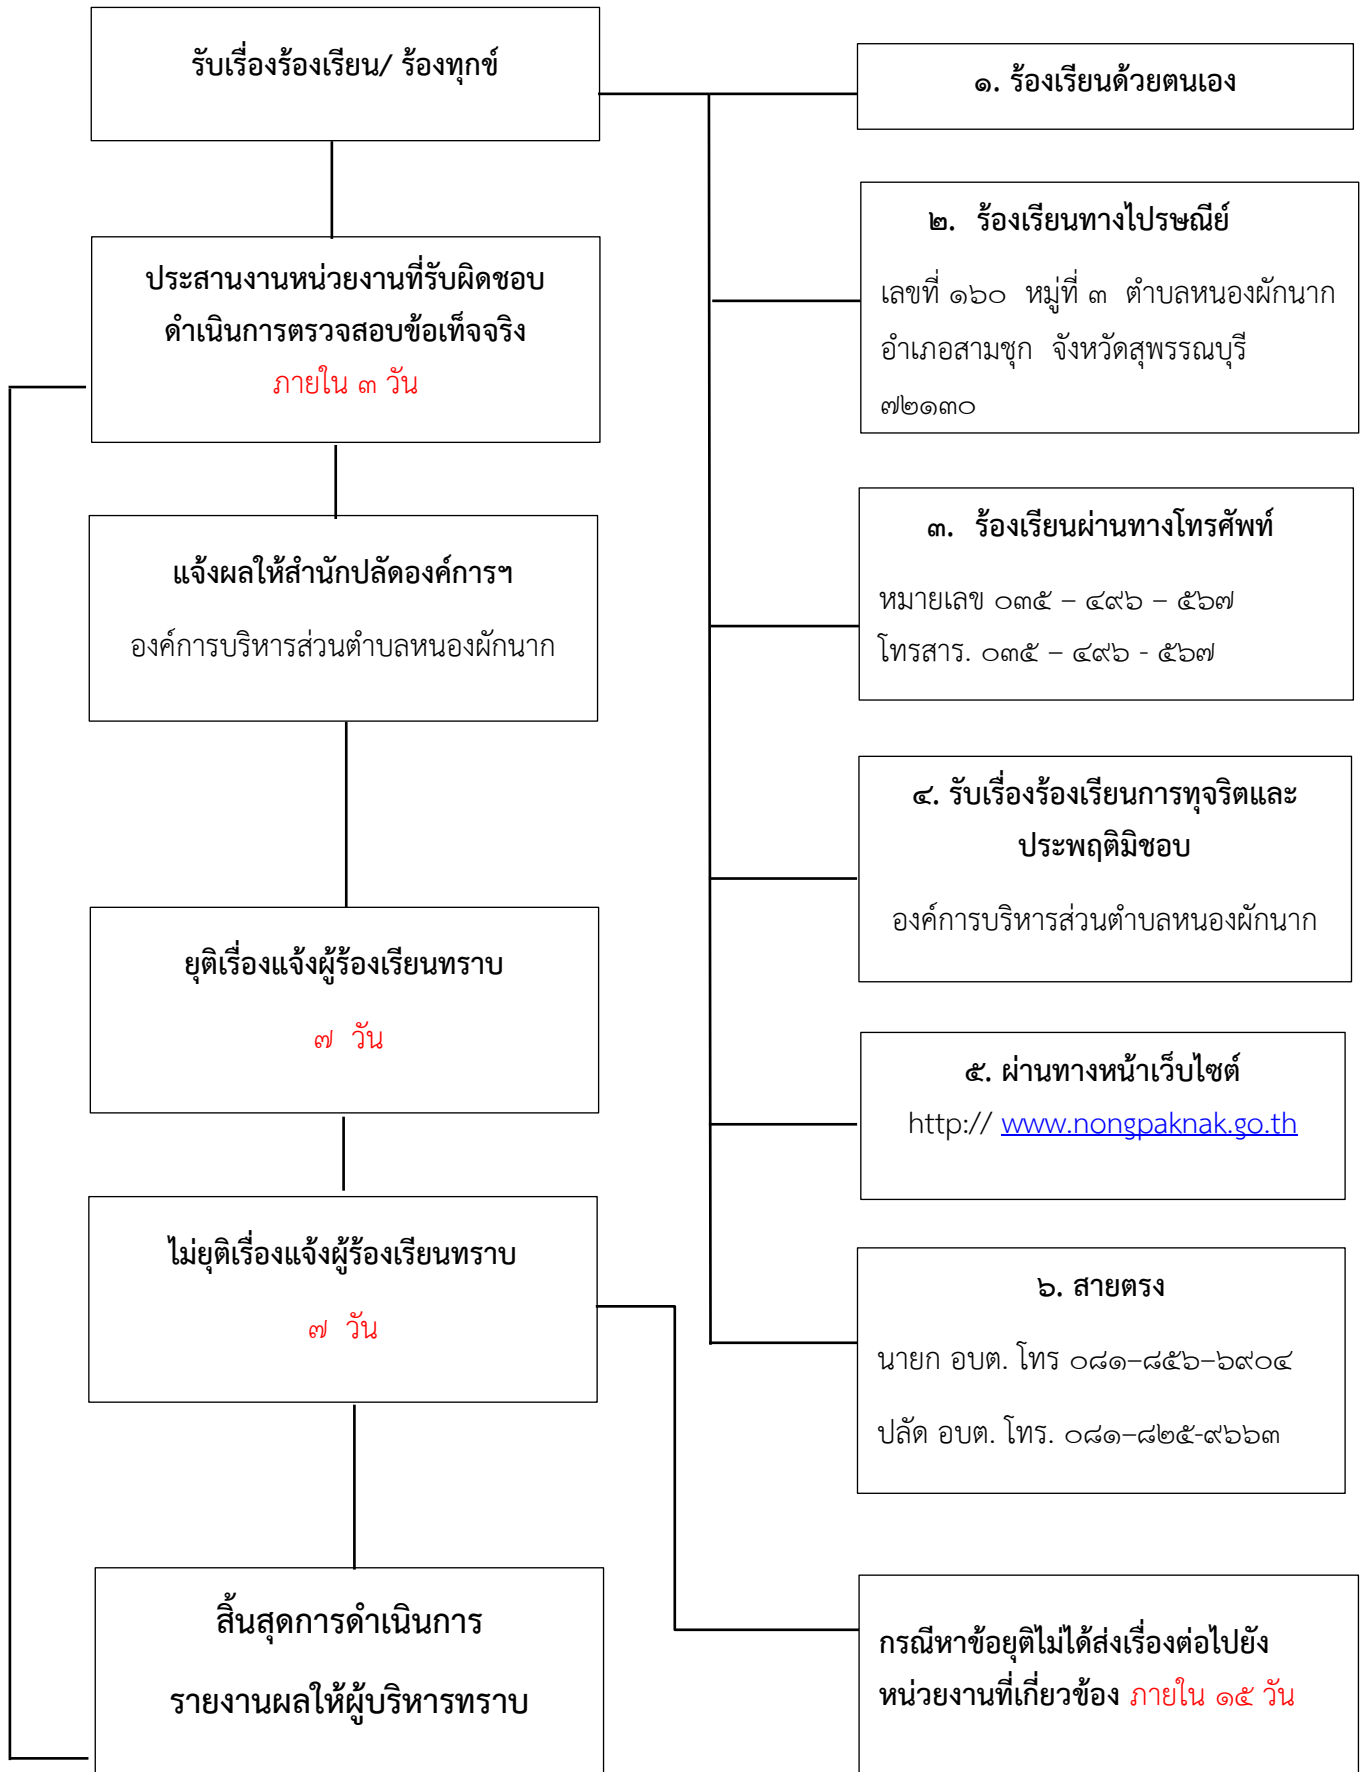 รับเรื่องร้องเรียน/ ร้องทุกข์
ประสานงานหน่วยงานที่รับผิดชอบ
ดำเนินการตรวจสอบข้อเท็จจริง
ภายใน ๓ วัน
แจ้งผลให้สำนักปลัดองค์การฯ
องค์การบริหารส่วนตำบลหนองผักนาก
ยุติเรื่องแจ้งผู้ร้องเรียนทราบ
๗ วัน
ไม่ยุติเรื่องแจ้งผู้ร้องเรียนทราบ
๗ วัน
สิ้นสุดการดำเนินการ
รายงานผลให้ผู้บริหารทราบ
๑. ร้องเรียนด้วยตนเอง
๒. ร้องเรียนทางไปรษณีย์
เลขที่ ๑๖๐ หมู่ที่ ๓ ตำบลหนองผักนาก
อำเภอสามชุก จังหวัดสุพรรณบุรี
๗๒๑๓๐
๓. ร้องเรียนผ่านทางโทรศัพท์
หมายเลข ๐๓๕ – ๔๙๖ – ๕๖๗
โทรสาร. ๐๓๕ – ๔๙๖ - ๕๖๗
๔. รับเรื่องร้องเรียนการทุจริตและ
ประพฤติมิชอบ
องค์การบริหารส่วนตำบลหนองผักนาก
๕. ผ่านทางหน้าเว็บไซต์
http:// www.nongpaknak.go.th
๖. สายตรง
นายก อบต. โทร ๐๘๑–๘๕๖–๖๙๐๔
ปลัด อบต. โทร. ๐๘๑–๘๒๕-๙๖๖๓
กรณีหาข้อยุติไม่ได้ส่งเรื่องต่อไปยัง
หน่วยงานที่เกี่ยวข้อง ภายใน ๑๕ วัน